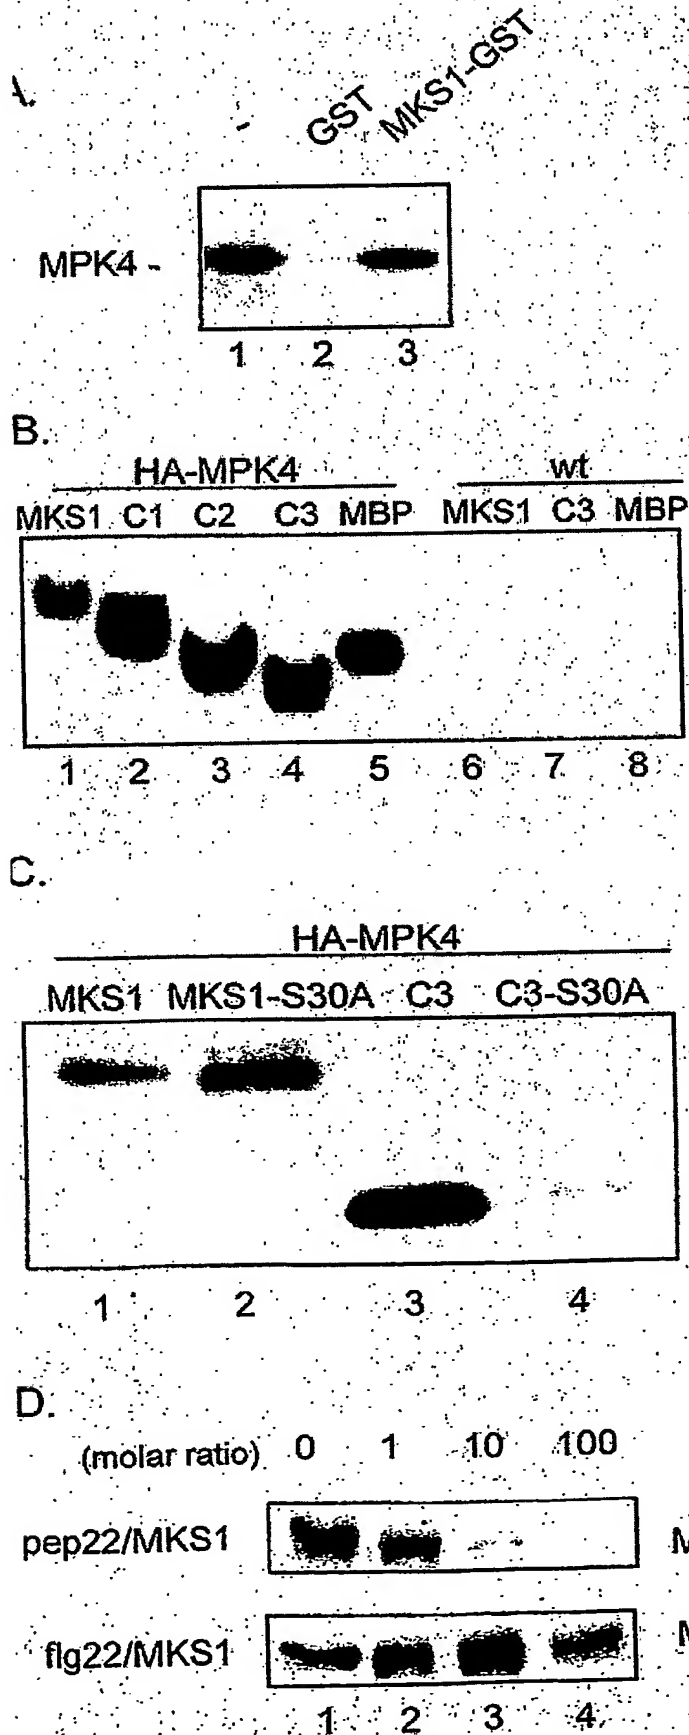 A.
- GST MKS1-GST
MPK4 -
1 2 3
B.
HA-MPK4 wt
MKS1 C1 C2 C3 MBP MKS1 C3 MBP
1 2 3 4 5 6 7 8
C.
HA-MPK4
MKS1 MKS1-S30A C3 C3-S30A
1 2 3 4
D.
(molar ratio) 0 1 10 100
pep22/MKS1
flg22/MKS1
1 2 3 4